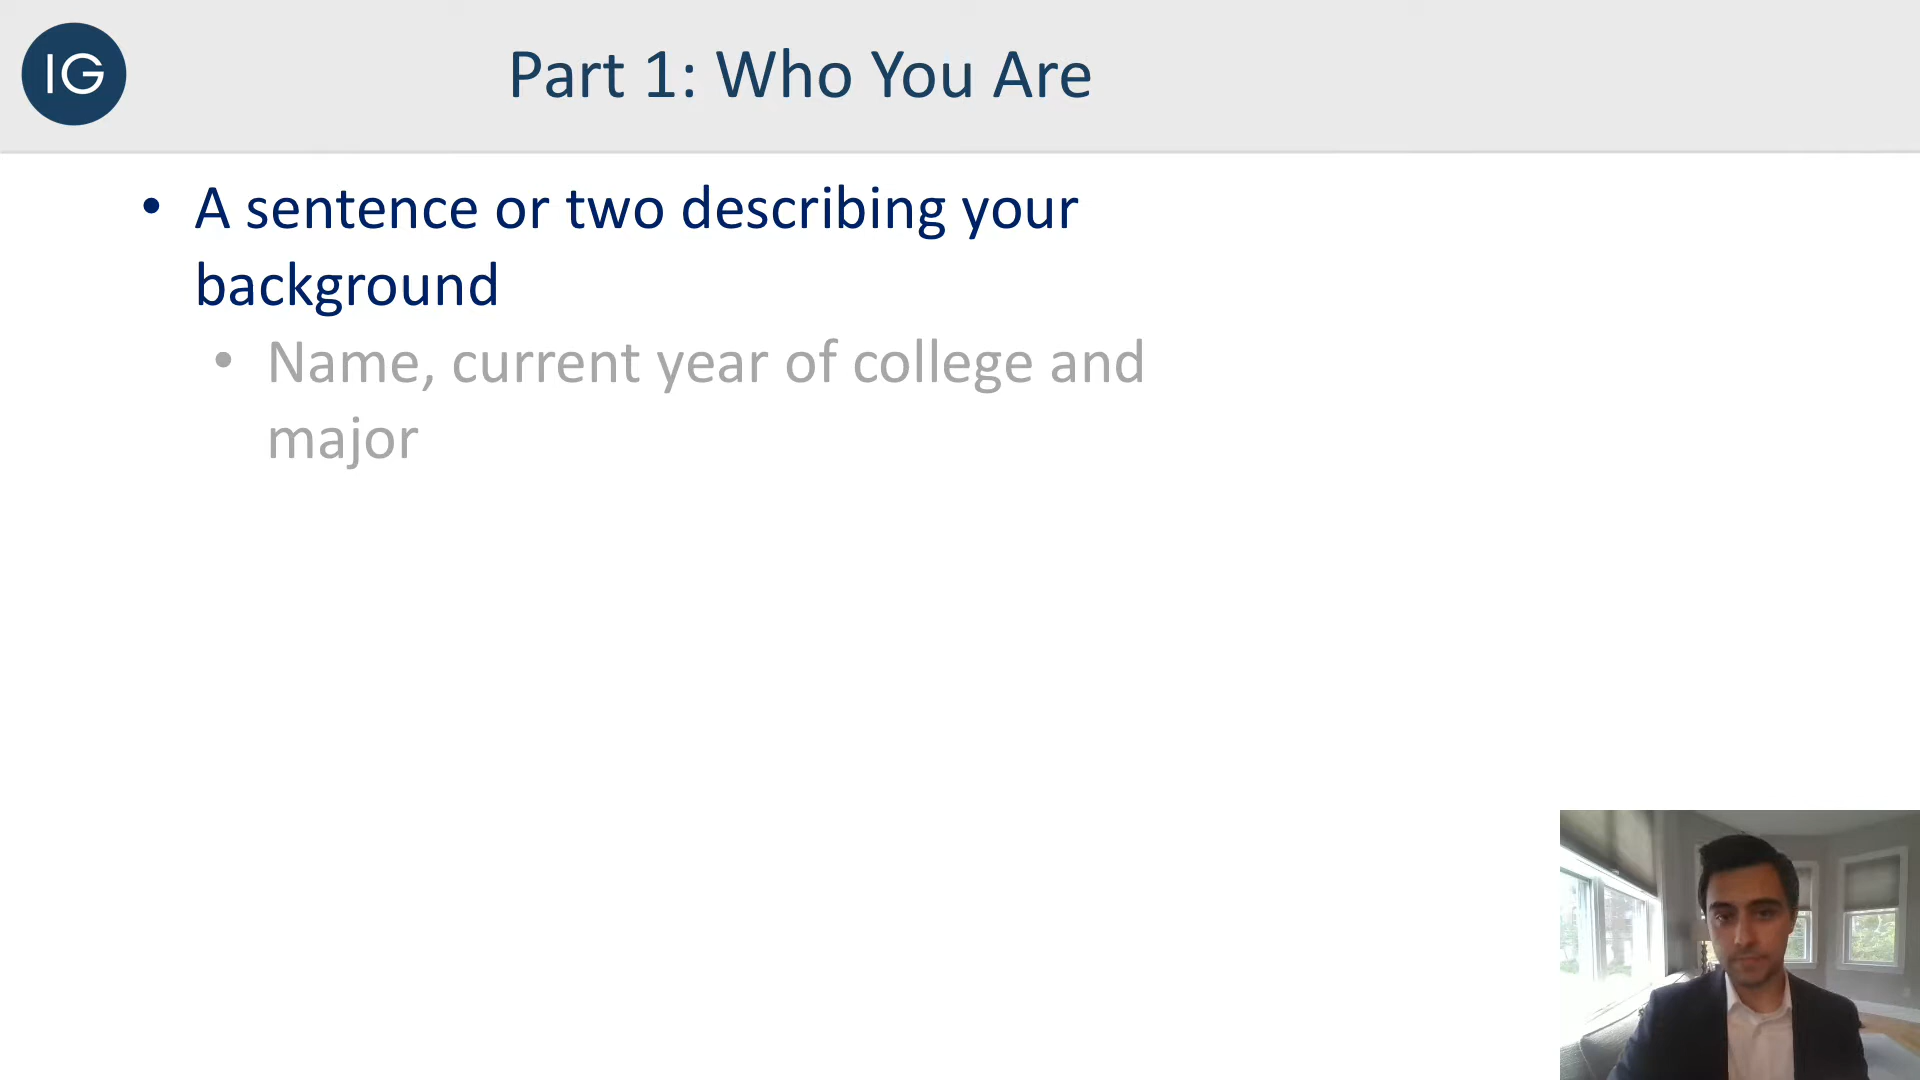 IG
Part 1: Who You Are
• A sentence or two describing your
background
• Name, current year of college and
major